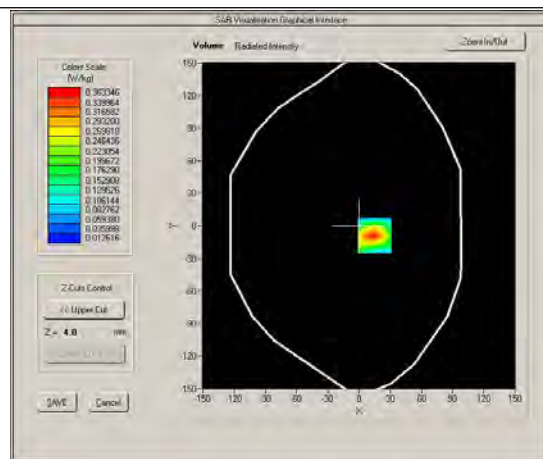 SAR Visualisation Graphical Interface
Volume Radiated Intensity
Zoom In/Out
Colors Scale
(W/kg)
0.363346
0.339964
0.316582
0.293200
0.269818
0.246436
0.223054
0.199672
0.176290
0.152908
0.129526
0.106144
0.082762
0.059380
0.035998
0.012616
Z-Cuts Control
<< Upper Cut
Z = 4.0 mm
SAVE Cancel
150
120
90
60
30
0
-30
-60
-90
-120
-150
Y
-150 -120 -90 -60 -30 0 30 60 90 120 150
X